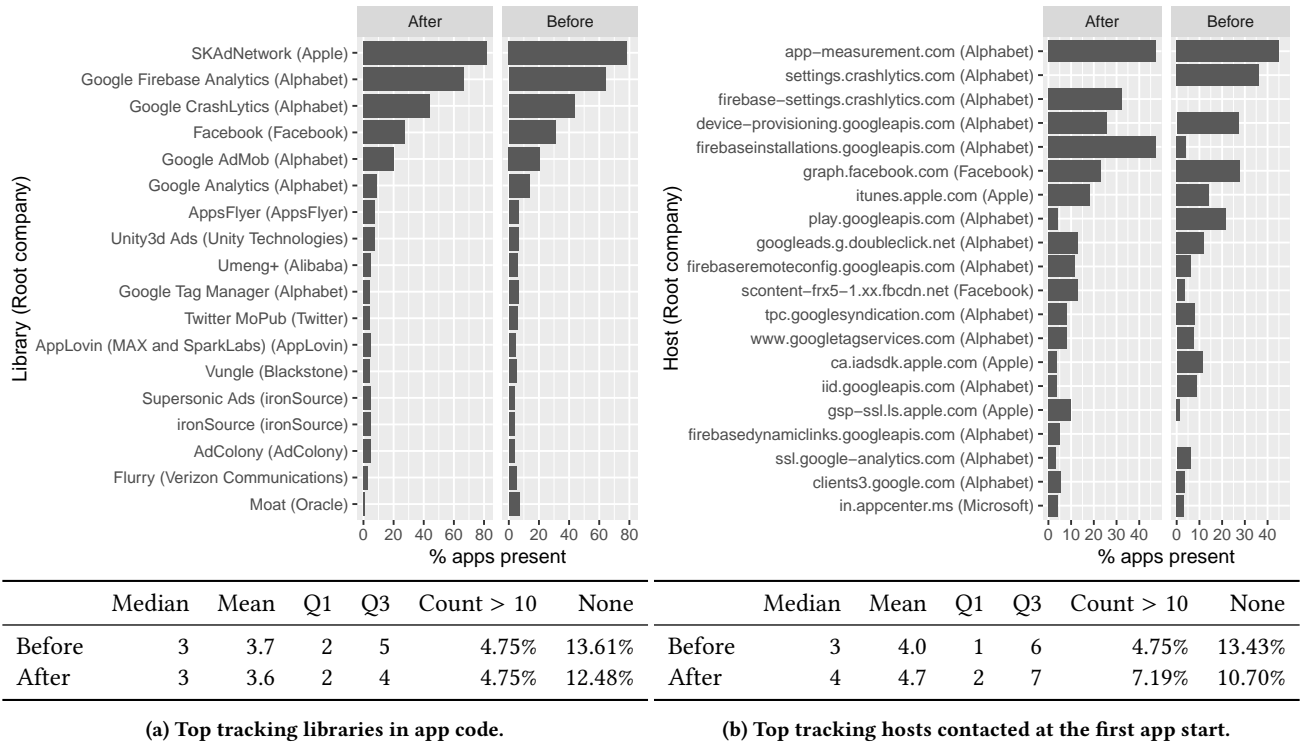 After Before
SKAdNetwork (Apple)
Google Firebase Analytics (Alphabet)
Google CrashLytics (Alphabet)
Facebook (Facebook)
Google AdMob (Alphabet)
Google Analytics (Alphabet)
AppsFlyer (AppsFlyer)
Unity3d Ads (Unity Technologies)
Umeng+ (Alibaba)
Google Tag Manager (Alphabet)
Twitter MoPub (Twitter)
AppLovin (MAX and SparkLabs) (AppLovin)
Vungle (Blackstone)
Supersonic Ads (ironSource)
ironSource (ironSource)
AdColony (AdColony)
Flurry (Verizon Communications)
Moat (Oracle)
0 20 40 60 80 0 20 40 60 80
% apps present
Library (Root company)
Median Mean Q1 Q3 Count > 10 None
Before 3 3.7 2 5 4.75% 13.61%
After 3 3.6 2 4 4.75% 12.48%
(a) Top tracking libraries in app code.
After Before
app−measurement.com (Alphabet)
settings.crashlytics.com (Alphabet)
firebase−settings.crashlytics.com (Alphabet)
device−provisioning.googleapis.com (Alphabet)
firebaseinstallations.googleapis.com (Alphabet)
graph.facebook.com (Facebook)
itunes.apple.com (Apple)
play.googleapis.com (Alphabet)
googleads.g.doubleclick.net (Alphabet)
firebaseremoteconfig.googleapis.com (Alphabet)
scontent−frx5−1.xx.fbcdn.net (Facebook)
tpc.googlesyndication.com (Alphabet)
www.googletagservices.com (Alphabet)
ca.iadsdk.apple.com (Apple)
iid.googleapis.com (Alphabet)
gsp−ssl.ls.apple.com (Apple)
firebasedynamiclinks.googleapis.com (Alphabet)
ssl.google−analytics.com (Alphabet)
clients3.google.com (Alphabet)
in.appcenter.ms (Microsoft)
0 10 20 30 40 0 10 20 30 40
% apps present
Host (Root company)
Median Mean Q1 Q3 Count > 10 None
Before 3 4.0 1 6 4.75% 13.43%
After 4 4.7 2 7 7.19% 10.70%
(b) Top tracking hosts contacted at the first app start.